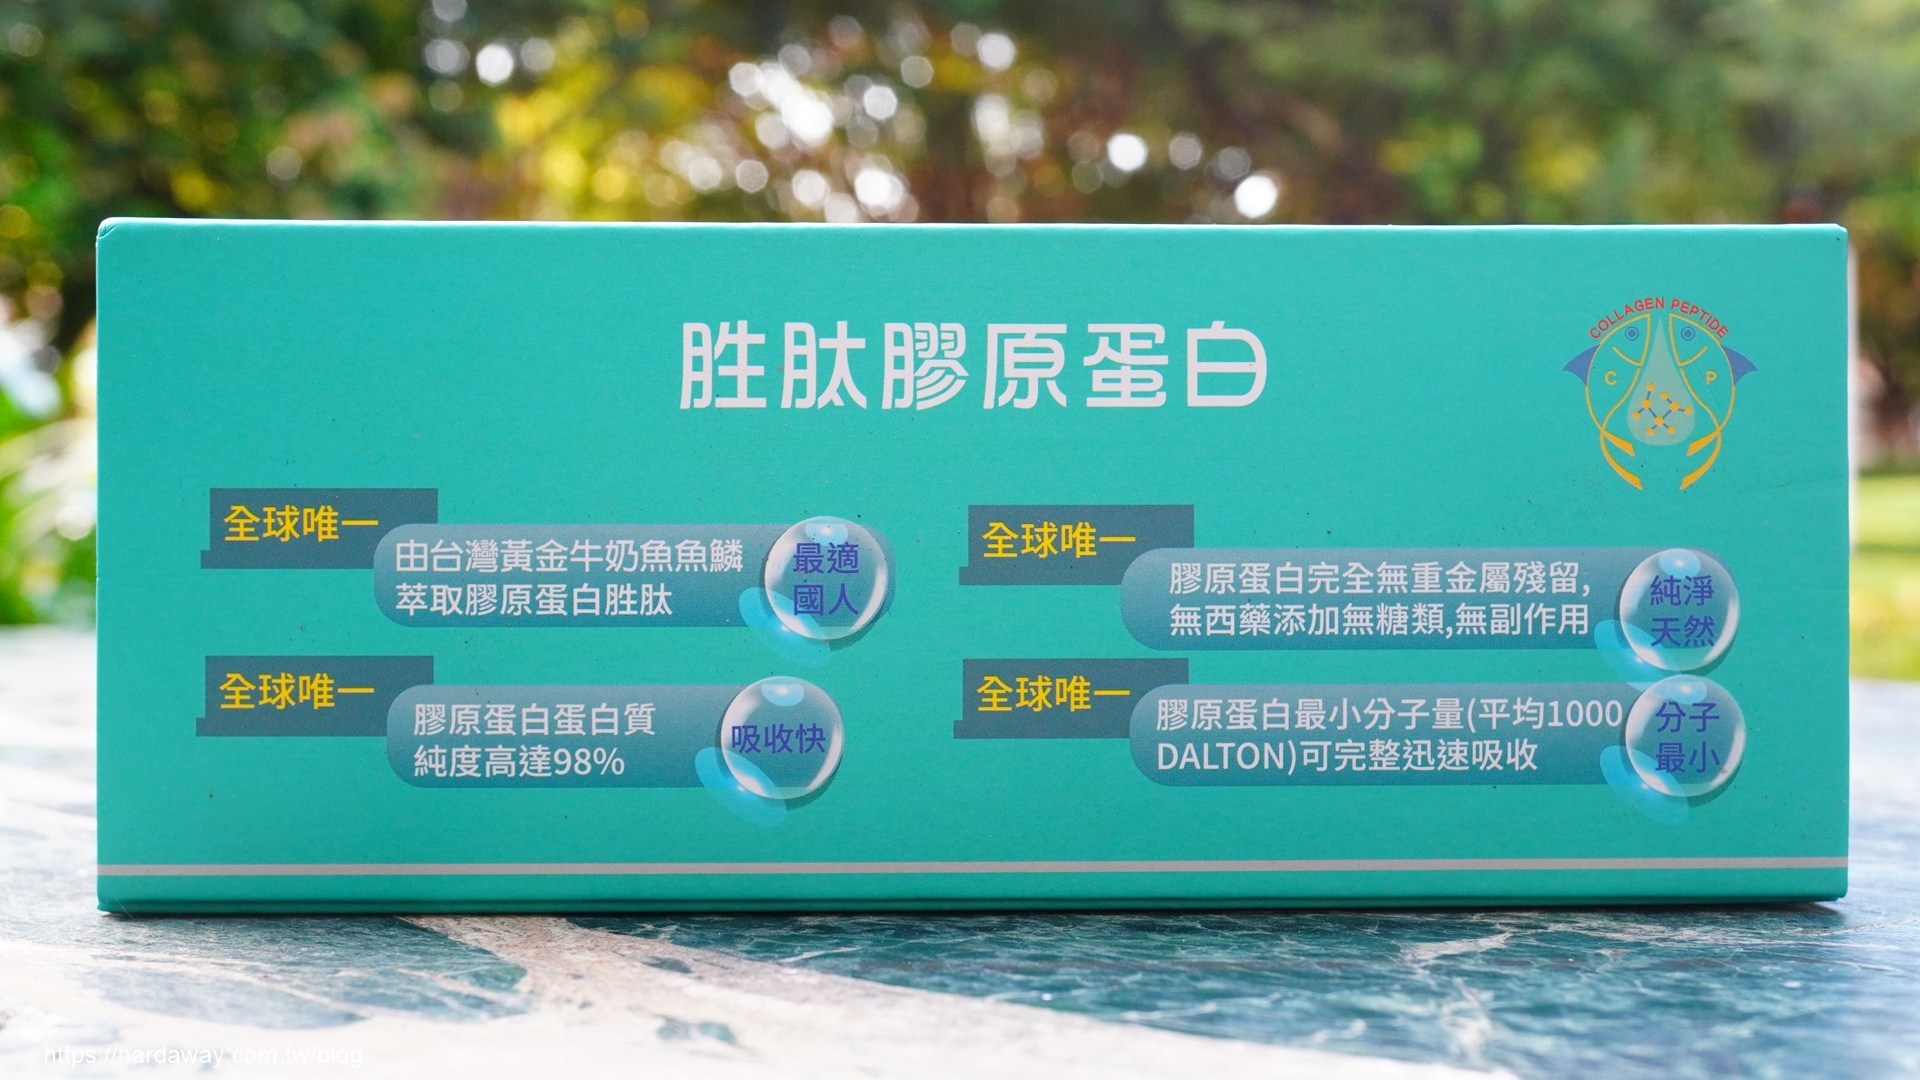 胜肽膠原蛋白
COLLAGEN PEPTIDE
C P
全球唯一
由台灣黃金牛奶魚魚鱗
萃取膠原蛋白胜肽
最適
國人
全球唯一
膠原蛋白完全無重金屬殘留,
無西藥添加無糖類,無副作用
純淨
天然
全球唯一
膠原蛋白蛋白質
純度高達98%
吸收快
全球唯一
膠原蛋白最小分子量(平均1000
DALTON)可完整迅速吸收
分子
最小
https://hardaway.com.tw/blog